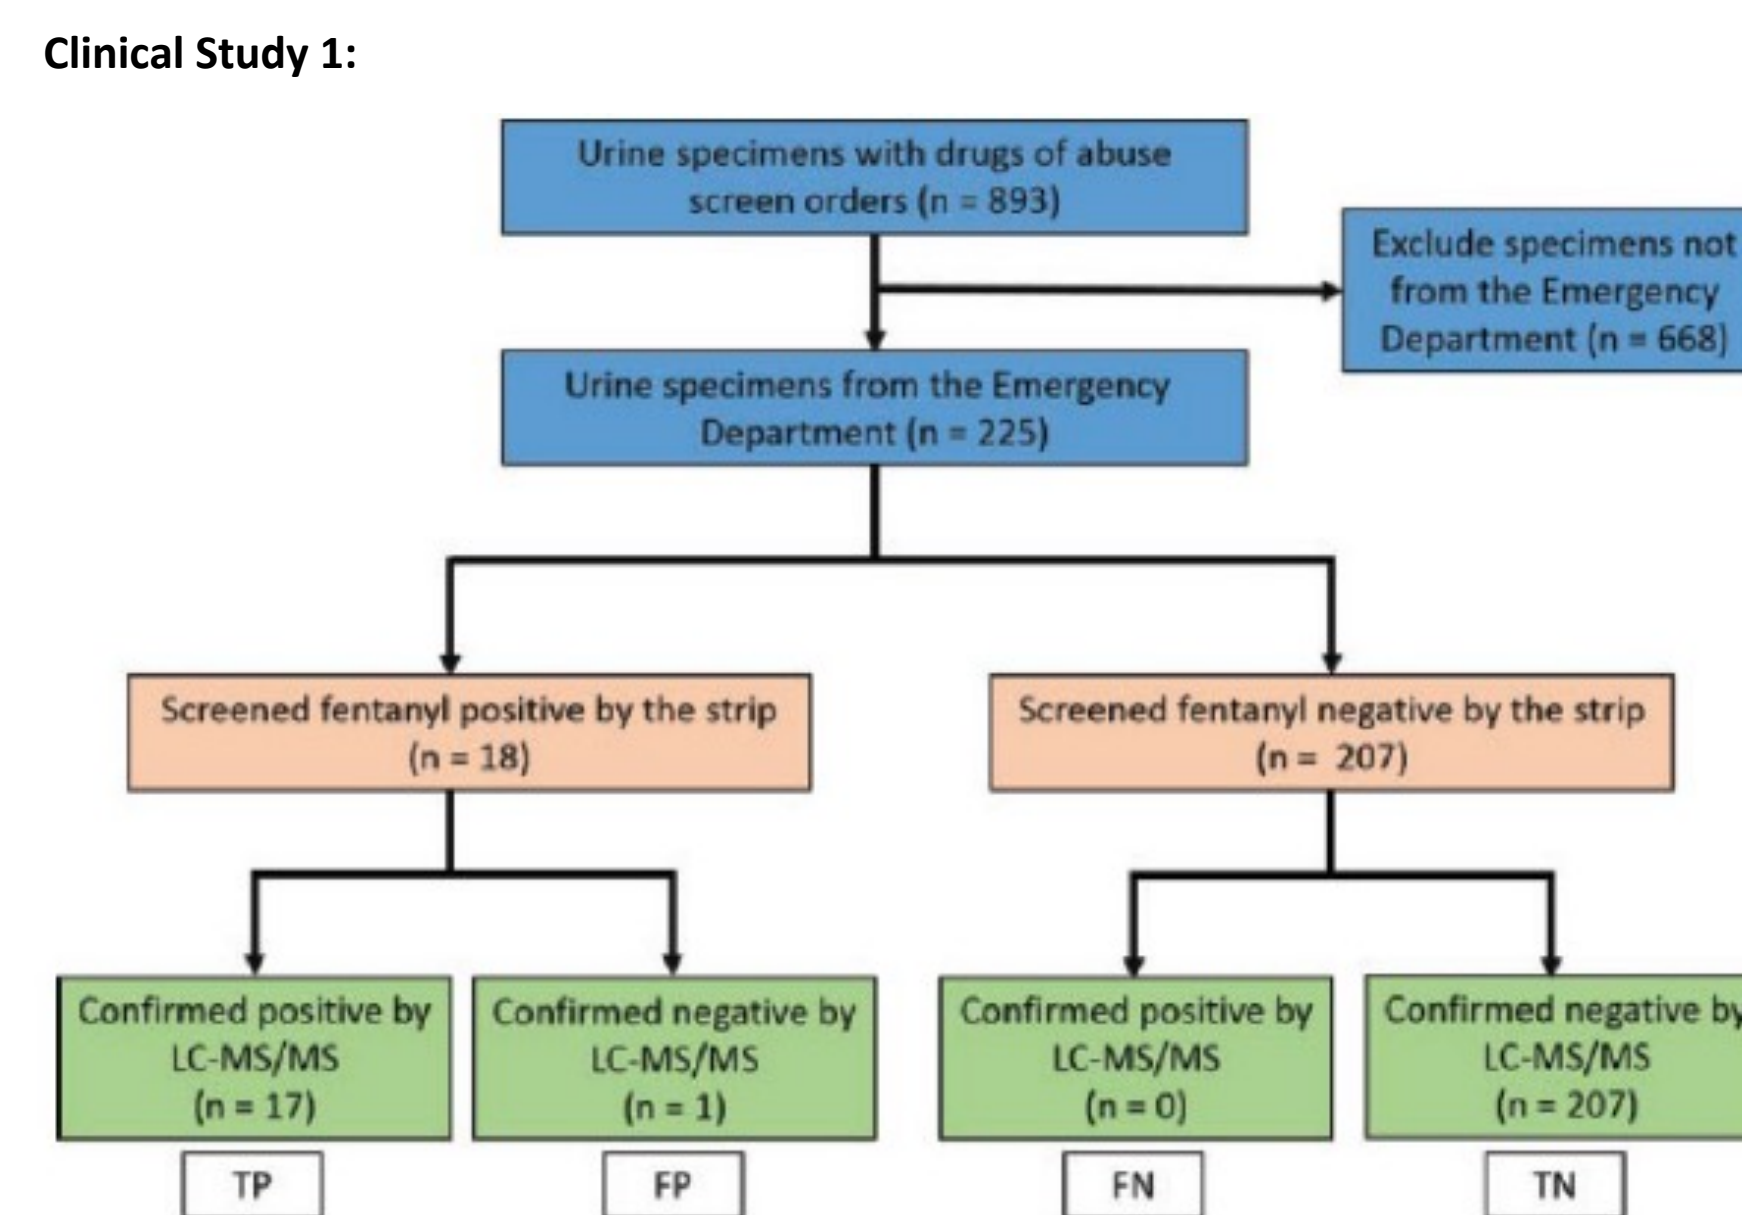 Clinical Study 1:
Urine specimens with drugs of abuse
screen orders (n = 893)
Exclude specimens not
from the Emergency
Department (n = 668)
Urine specimens from the Emergency
Department (n = 225)
Screened fentanyl positive by the strip
(n = 18)
Screened fentanyl negative by the strip
(n = 207)
Confirmed positive by
LC-MS/MS
(n = 17)
TP
Confirmed negative by
LC-MS/MS
(n = 1)
FP
Confirmed positive by
LC-MS/MS
(n = 0)
FN
Confirmed negative by
LC-MS/MS
(n = 207)
TN